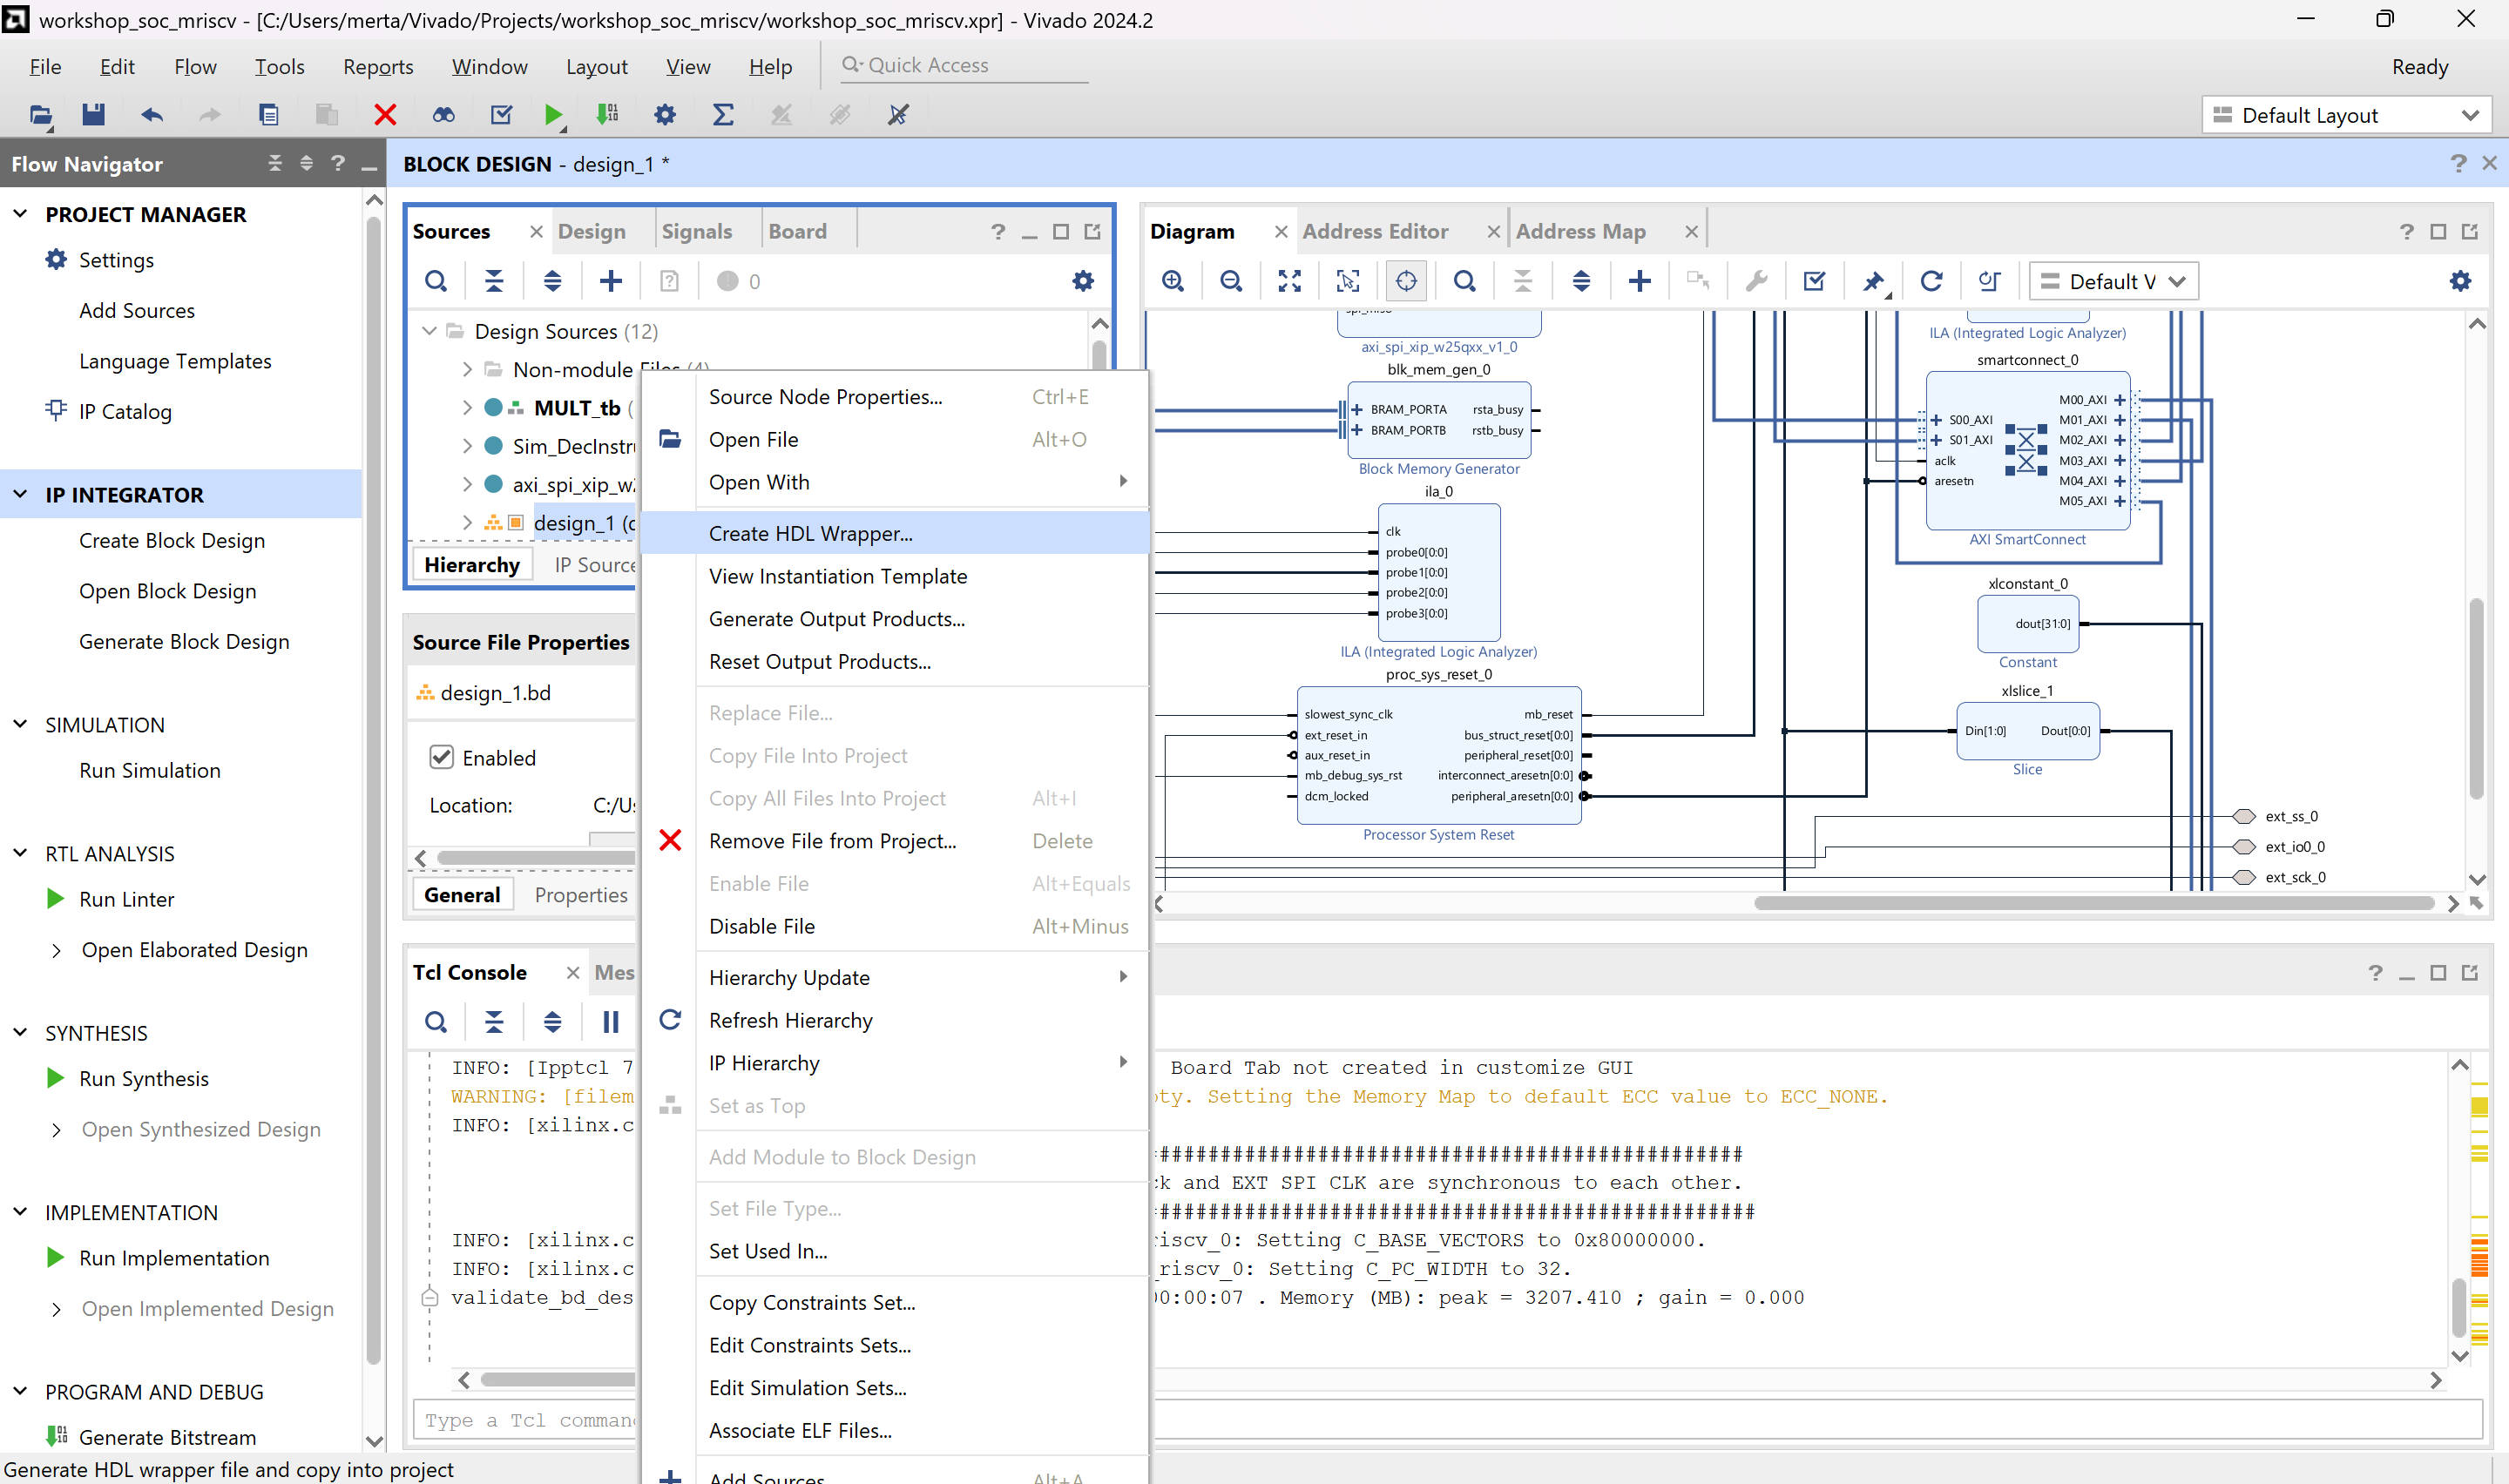 workshop_soc_mriscv - [C:/Users/merta/Vivado/Projects/workshop_soc_mriscv/workshop_soc_mriscv.xpr] - Vivado 2024.2
File Edit Flow Tools Reports Window Layout View Help Quick Access Ready
Default Layout
Flow Navigator
PROJECT MANAGER
Settings
Add Sources
Language Templates
IP Catalog
IP INTEGRATOR
Create Block Design
Open Block Design
Generate Block Design
SIMULATION
Run Simulation
RTL ANALYSIS
Run Linter
Open Elaborated Design
SYNTHESIS
Run Synthesis
Open Synthesized Design
IMPLEMENTATION
Run Implementation
Open Implemented Design
PROGRAM AND DEBUG
Generate Bitstream
BLOCK DESIGN - design_1 *
Sources Design Signals Board
0
Design Sources (12)
Non-module Files (4)
MULT_tb (
Sim_DecInstr
axi_spi_xip_w
design_1 (
Hierarchy IP Source
Source File Properties
design_1.bd
Enabled
Location: C:/U
General Properties
Source Node Properties... Ctrl+E
Open File Alt+O
Open With
Create HDL Wrapper...
View Instantiation Template
Generate Output Products...
Reset Output Products...
Replace File...
Copy File Into Project
Copy All Files Into Project Alt+I
Remove File from Project... Delete
Enable File Alt+Equals
Disable File Alt+Minus
Hierarchy Update
Refresh Hierarchy
IP Hierarchy
Set as Top
Add Module to Block Design
Set File Type...
Set Used In...
Copy Constraints Set...
Edit Constraints Sets...
Edit Simulation Sets...
Associate ELF Files...
Add Sources Alt+A
Diagram Address Editor Address Map
Default V
spi_miso
axi_spi_xip_w25qxx_v1_0
blk_mem_gen_0
BRAM_PORTA rsta_busy
BRAM_PORTB rstb_busy
Block Memory Generator
ila_0
clk
probe0[0:0]
probe1[0:0]
probe2[0:0]
probe3[0:0]
ILA (Integrated Logic Analyzer)
proc_sys_reset_0
slowest_sync_clk mb_reset
ext_reset_in bus_struct_reset[0:0]
aux_reset_in peripheral_reset[0:0]
mb_debug_sys_rst interconnect_aresetn[0:0]
dcm_locked peripheral_aresetn[0:0]
Processor System Reset
ILA (Integrated Logic Analyzer)
smartconnect_0
M00_AXI
S00_AXI M01_AXI
S01_AXI M02_AXI
aclk M03_AXI
aresetn M04_AXI
M05_AXI
AXI SmartConnect
xlconstant_0
dout[31:0]
Constant
xlslice_1
Din[1:0] Dout[0:0]
Slice
ext_ss_0
ext_io0_0
ext_sck_0
Tcl Console Mes
INFO: [Ipptcl 7 Board Tab not created in customize GUI
WARNING: [filem ty. Setting the Memory Map to default ECC value to ECC_NONE.
INFO: [xilinx.c
################################################
k and EXT SPI CLK are synchronous to each other.
#################################################
INFO: [xilinx.c iscv_0: Setting C_BASE_VECTORS to 0x80000000.
INFO: [xilinx.c _riscv_0: Setting C_PC_WIDTH to 32.
validate_bd_des 0:00:07 . Memory (MB): peak = 3207.410 ; gain = 0.000
Type a Tcl comman
Generate HDL wrapper file and copy into project